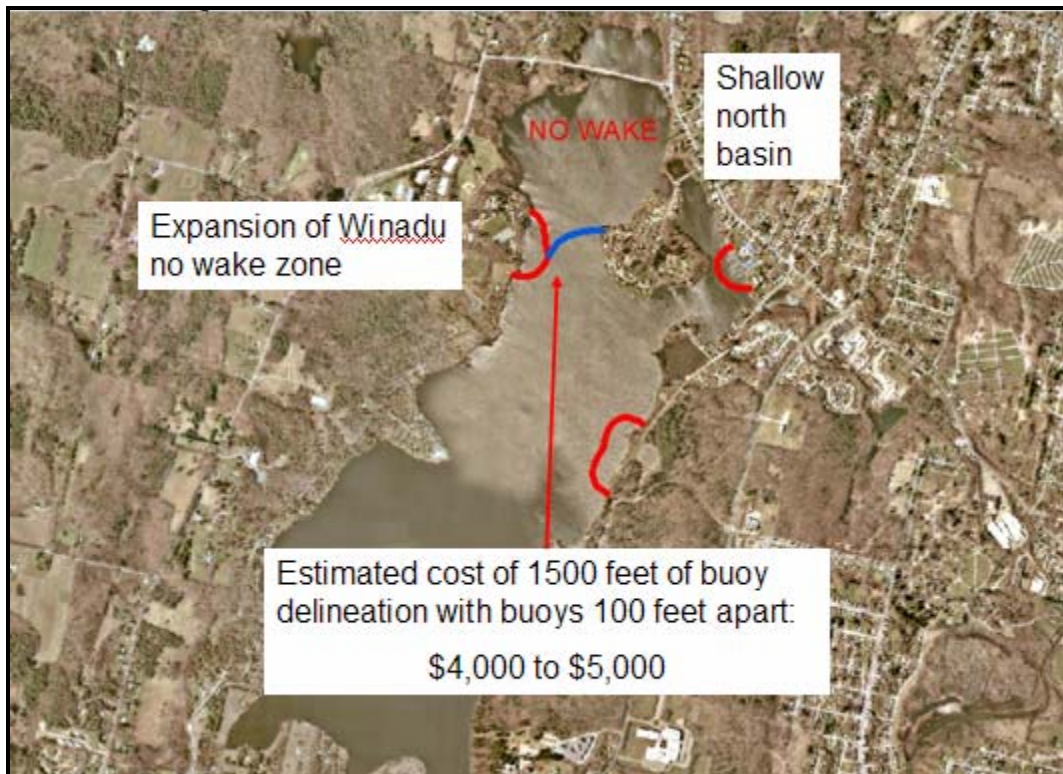 Shallow
north
basin
NO WAKE
Expansion of Winadu
no wake zone
Estimated cost of 1500 feet of buoy
delineation with buoys 100 feet apart:
$4,000 to $5,000